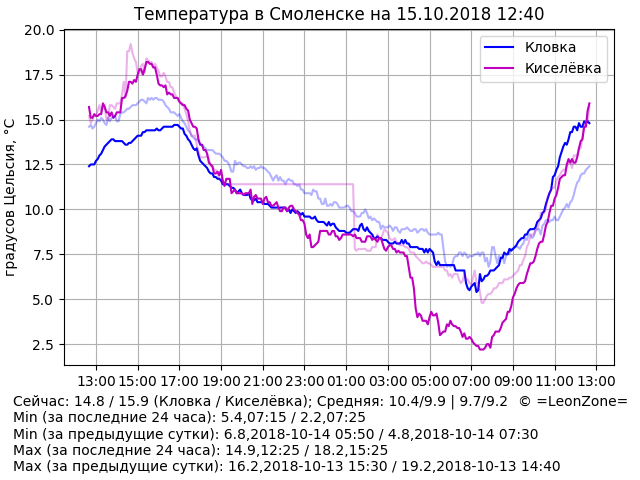 Температура в Смоленске на 15.10.2018 12:40
Кловка
Киселёвка
градусов Цельсия, °C
20.0
17.5
15.0
12.5
10.0
7.5
5.0
2.5
13:00 15:00 17:00 19:00 21:00 23:00 01:00 03:00 05:00 07:00 09:00 11:00 13:00
Сейчас: 14.8 / 15.9 (Кловка / Киселёвка); Средняя: 10.4/9.9 | 9.7/9.2 © =LeonZone=
Min (за последние 24 часа): 5.4,07:15 / 2.2,07:25
Min (за предыдущие сутки): 6.8,2018-10-14 05:50 / 4.8,2018-10-14 07:30
Max (за последние 24 часа): 14.9,12:25 / 18.2,15:25
Max (за предыдущие сутки): 16.2,2018-10-13 15:30 / 19.2,2018-10-13 14:40